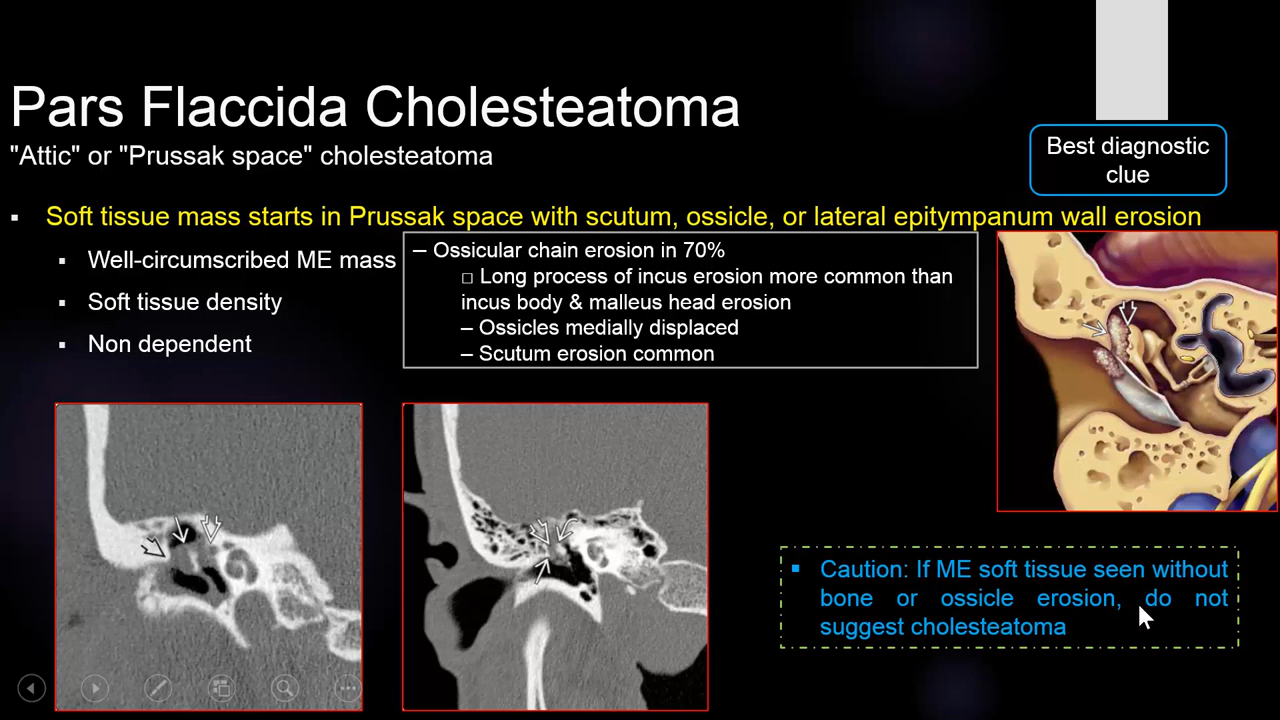 Pars Flaccida Cholesteatoma
"Attic" or "Prussak space" cholesteatoma
Best diagnostic
clue
▪ Soft tissue mass starts in Prussak space with scutum, ossicle, or lateral epitympanum wall erosion
▪ Well-circumscribed ME mass
▪ Soft tissue density
▪ Non dependent
– Ossicular chain erosion in 70%
□ Long process of incus erosion more common than
incus body & malleus head erosion
– Ossicles medially displaced
– Scutum erosion common
▪ Caution: If ME soft tissue seen without
bone or ossicle erosion, do not
suggest cholesteatoma